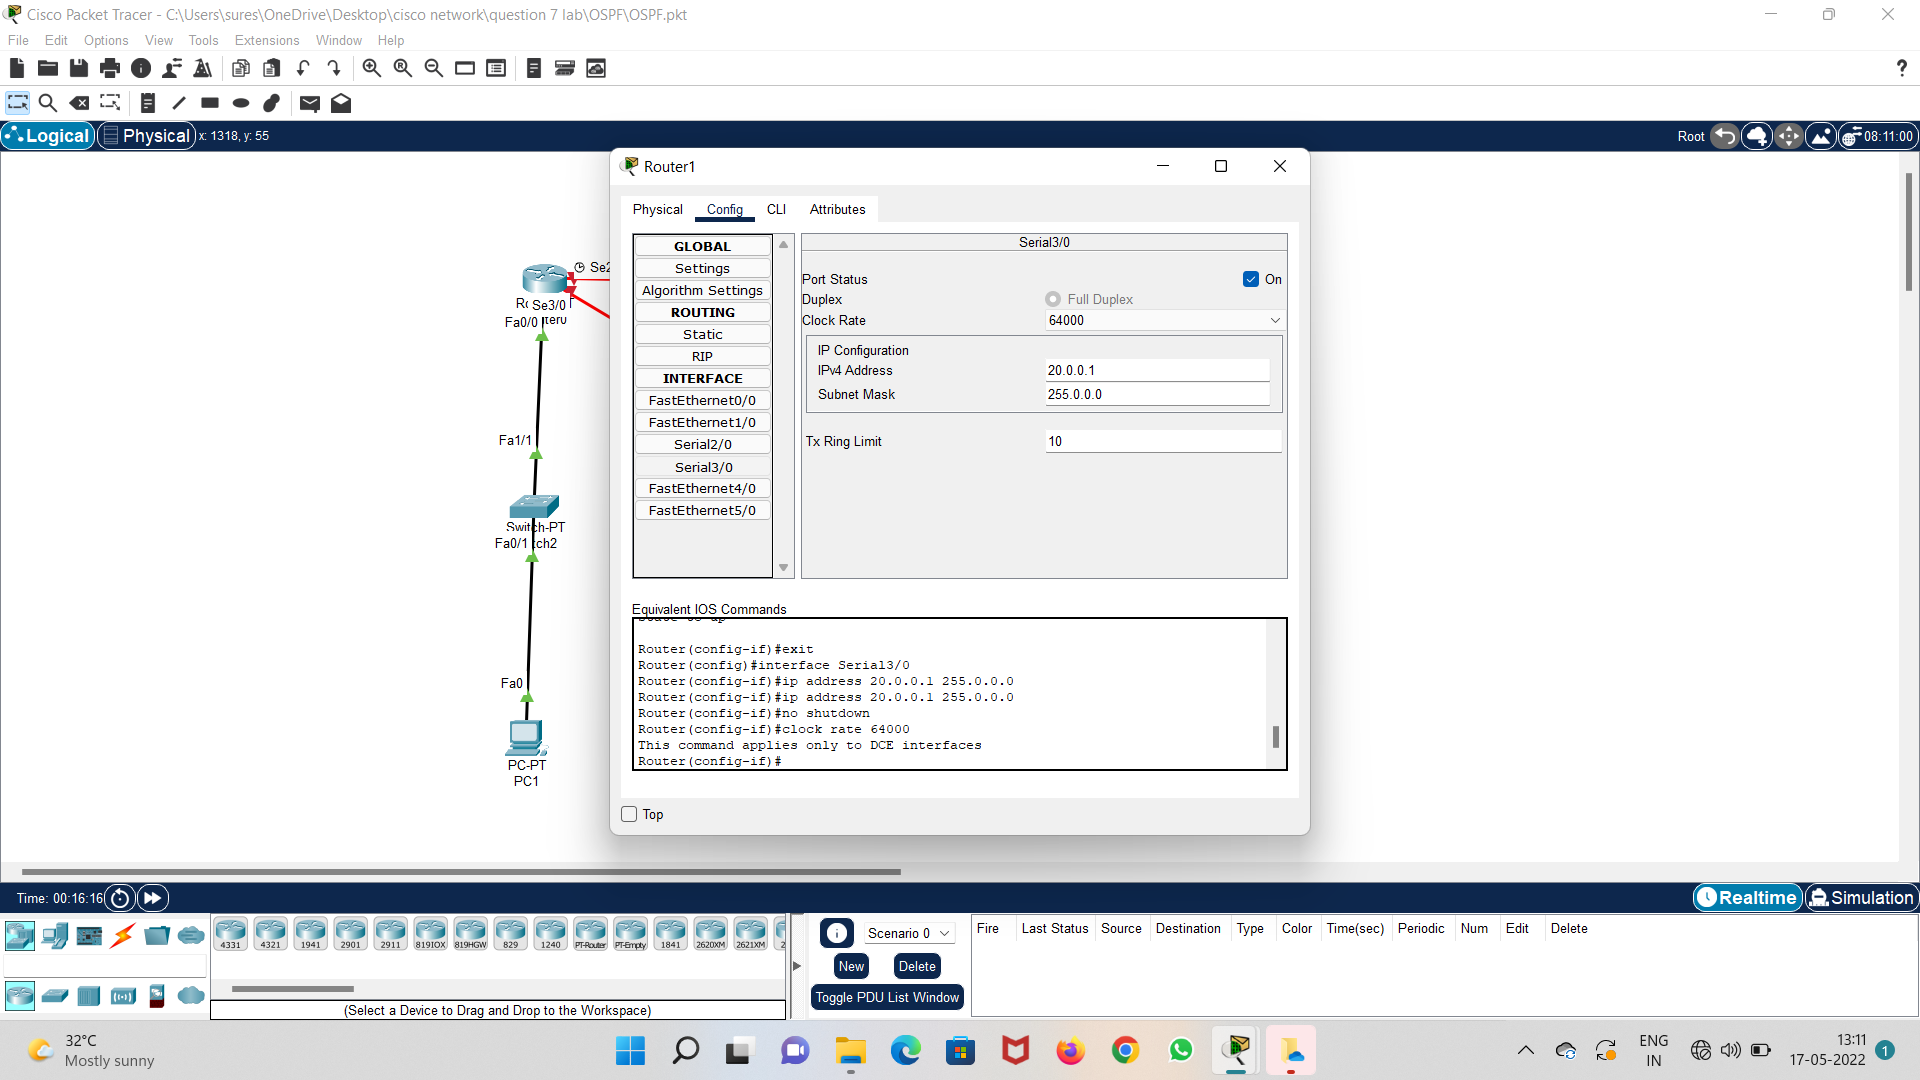 Cisco Packet Tracer - C:\Users\sures\OneDrive\Desktop\cisco network\question 7 lab\OSPF\OSPF.pkt
File Edit Options View Tools Extensions Window Help
?
Logical Physical x: 1318, y: 55 Root 08:11:00
Router1
Physical Config CLI Attributes
GLOBAL
Settings
Algorithm Settings
ROUTING
Static
RIP
INTERFACE
FastEthernet0/0
FastEthernet1/0
Serial2/0
Serial3/0
FastEthernet4/0
FastEthernet5/0
Serial3/0
Port Status On
Duplex Full Duplex
Clock Rate 64000
IP Configuration
IPv4 Address 20.0.0.1
Subnet Mask 255.0.0.0
Tx Ring Limit 10
Equivalent IOS Commands
Router(config-if)#exit
Router(config)#interface Serial3/0
Router(config-if)#ip address 20.0.0.1 255.0.0.0
Router(config-if)#ip address 20.0.0.1 255.0.0.0
Router(config-if)#no shutdown
Router(config-if)#clock rate 64000
This command applies only to DCE interfaces
Router(config-if)#
Top
Se3/0
Fa0/0
Fa1/1
Switch-PT
Fa0/1
Fa0
PC-PT
PC1
Time: 00:16:16 Realtime Simulation
4331 4321 1941 2901 2911 819IOX 819HGW 829 1240 PT-Router PT-Empty 1841 2620XM 2621XM
(Select a Device to Drag and Drop to the Workspace)
Scenario 0
New Delete
Toggle PDU List Window
Fire Last Status Source Destination Type Color Time(sec) Periodic Num Edit Delete
32°C
Mostly sunny
ENG
IN
13:11
17-05-2022
1